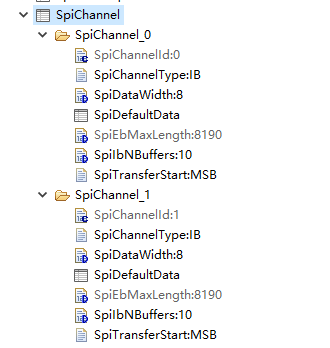 SpiChannel
SpiChannel_0
SpiChannelId:0
SpiChannelType:IB
SpiDataWidth:8
SpiDefaultData
SpiEbMaxLength:8190
SpiIbNBuffers:10
SpiTransferStart:MSB
SpiChannel_1
SpiChannelId:1
SpiChannelType:IB
SpiDataWidth:8
SpiDefaultData
SpiEbMaxLength:8190
SpiIbNBuffers:10
SpiTransferStart:MSB